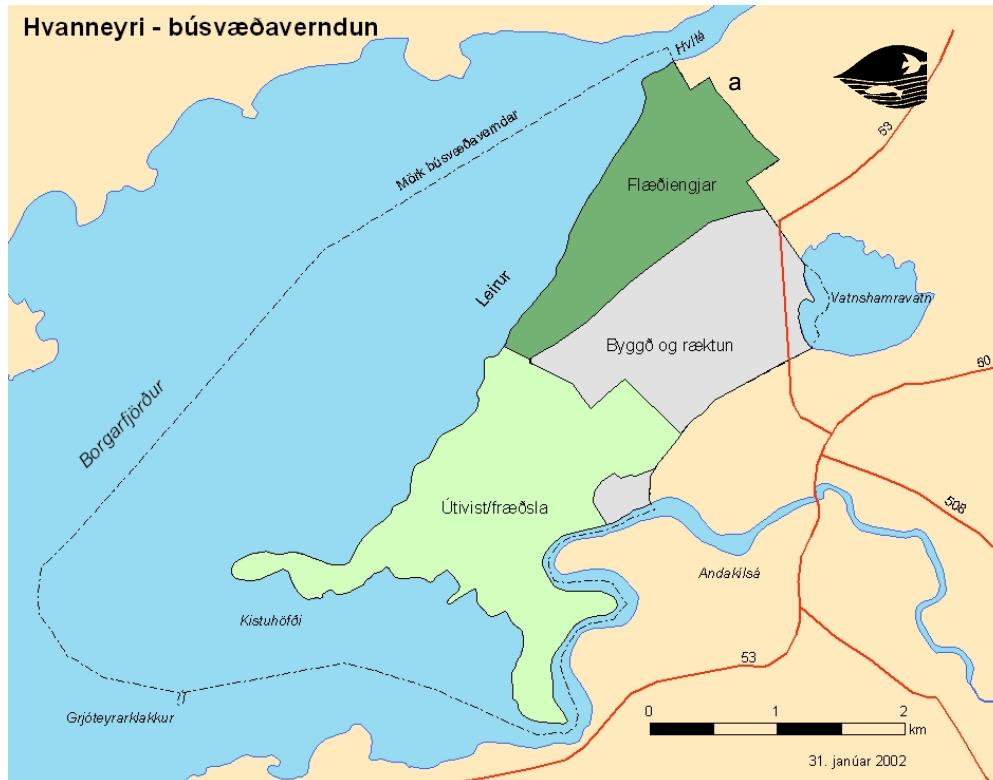 Hvanneyri - búsvæðaverndun
Hvítá
a
53
Mörk búsvæðaverndar
Flæðiengjar
Leirur
Vatnshamravatn
Byggð og ræktun
50
Borgarfjörður
Útivist/fræðsla
508
Andakílsá
Kistuhöfði
53
Grjóteyrarklakkur
0 1 2
km
31. janúar 2002